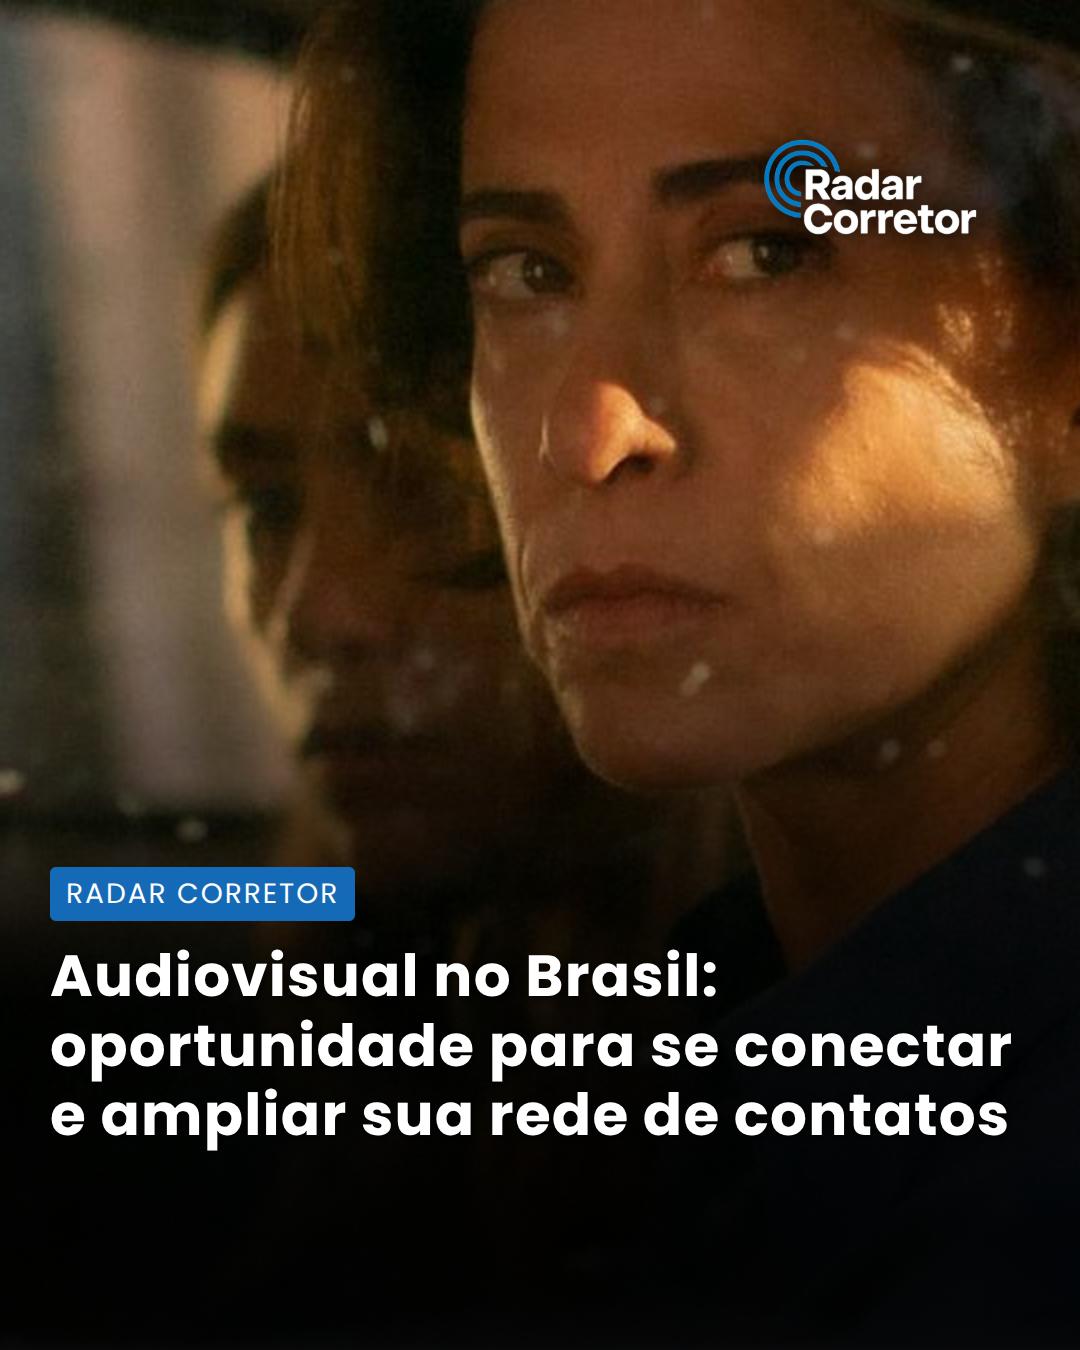 Radar
Corretor
RADAR CORRETOR
Audiovisual no Brasil:
oportunidade para se conectar
e ampliar sua rede de contatos